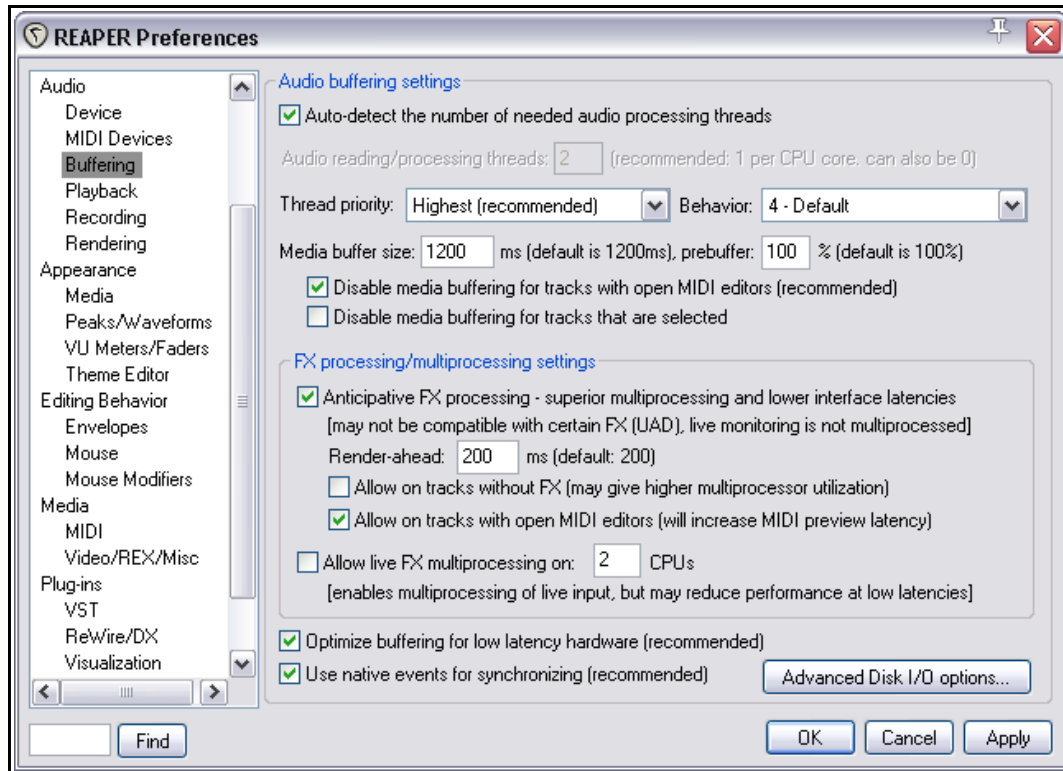 REAPER Preferences
Audio
Device
MIDI Devices
Buffering
Playback
Recording
Rendering
Appearance
Media
Peaks/Waveforms
VU Meters/Faders
Theme Editor
Editing Behavior
Envelopes
Mouse
Mouse Modifiers
Media
MIDI
Video/REX/Misc
Plug-ins
VST
ReWire/DX
Visualization
Find
Audio buffering settings
Auto-detect the number of needed audio processing threads
Audio reading/processing threads: 2 (recommended: 1 per CPU core, can also be 0)
Thread priority: Highest (recommended) Behavior: 4 - Default
Media buffer size: 1200 ms (default is 1200ms), prebuffer: 100 % (default is 100%)
Disable media buffering for tracks with open MIDI editors (recommended)
Disable media buffering for tracks that are selected
FX processing/multiprocessing settings
Anticipative FX processing - superior multiprocessing and lower interface latencies
[may not be compatible with certain FX (UAD), live monitoring is not multiprocessed]
Render-ahead: 200 ms (default: 200)
Allow on tracks without FX (may give higher multiprocessor utilization)
Allow on tracks with open MIDI editors (will increase MIDI preview latency)
Allow live FX multiprocessing on: 2 CPUs
[enables multiprocessing of live input, but may reduce performance at low latencies]
Optimize buffering for low latency hardware (recommended)
Use native events for synchronizing (recommended)
Advanced Disk I/O options...
OK Cancel Apply